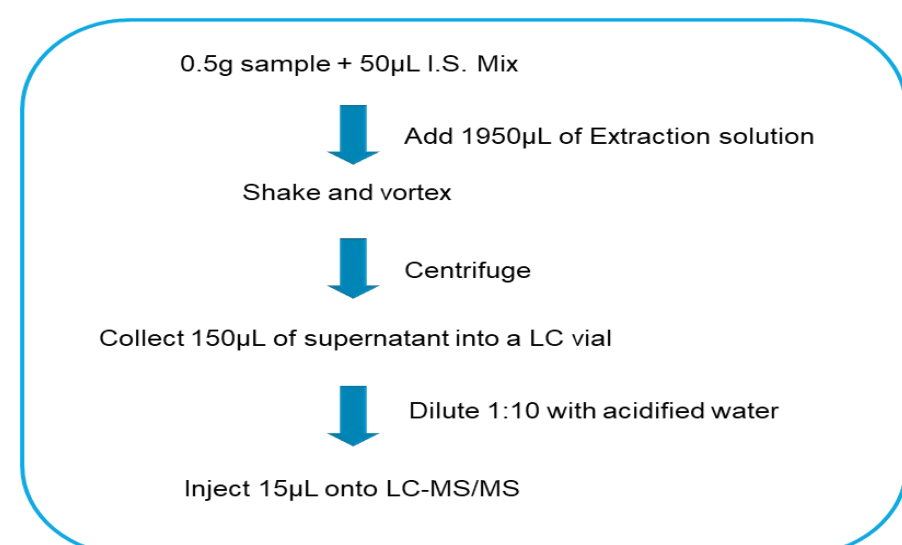 0.5g sample + 50µL I.S. Mix
Add 1950µL of Extraction solution
Shake and vortex
Centrifuge
Collect 150µL of supernatant into a LC vial
Dilute 1:10 with acidified water
Inject 15µL onto LC-MS/MS